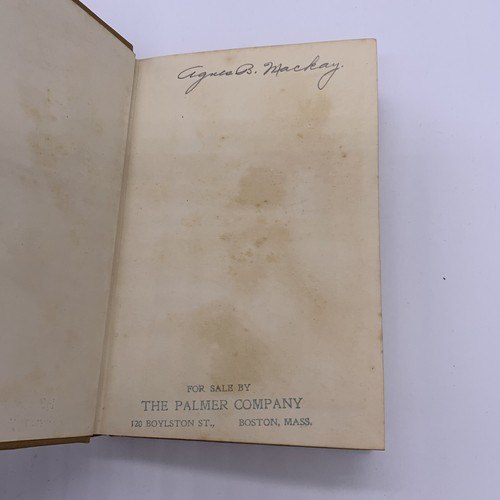 Agnes B. Mackay.
FOR SALE BY
THE PALMER COMPANY
120 BOYLSTON ST., BOSTON, MASS.